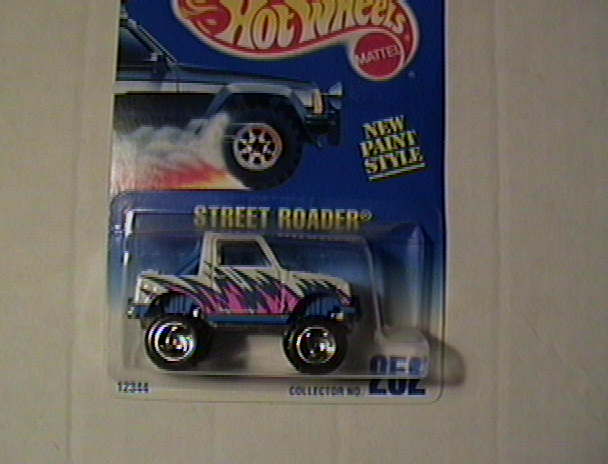 HOT WHEELS
MATTEL
®
NEW
PAINT
STYLE
STREET ROADER®
12344
COLLECTOR NO. 252